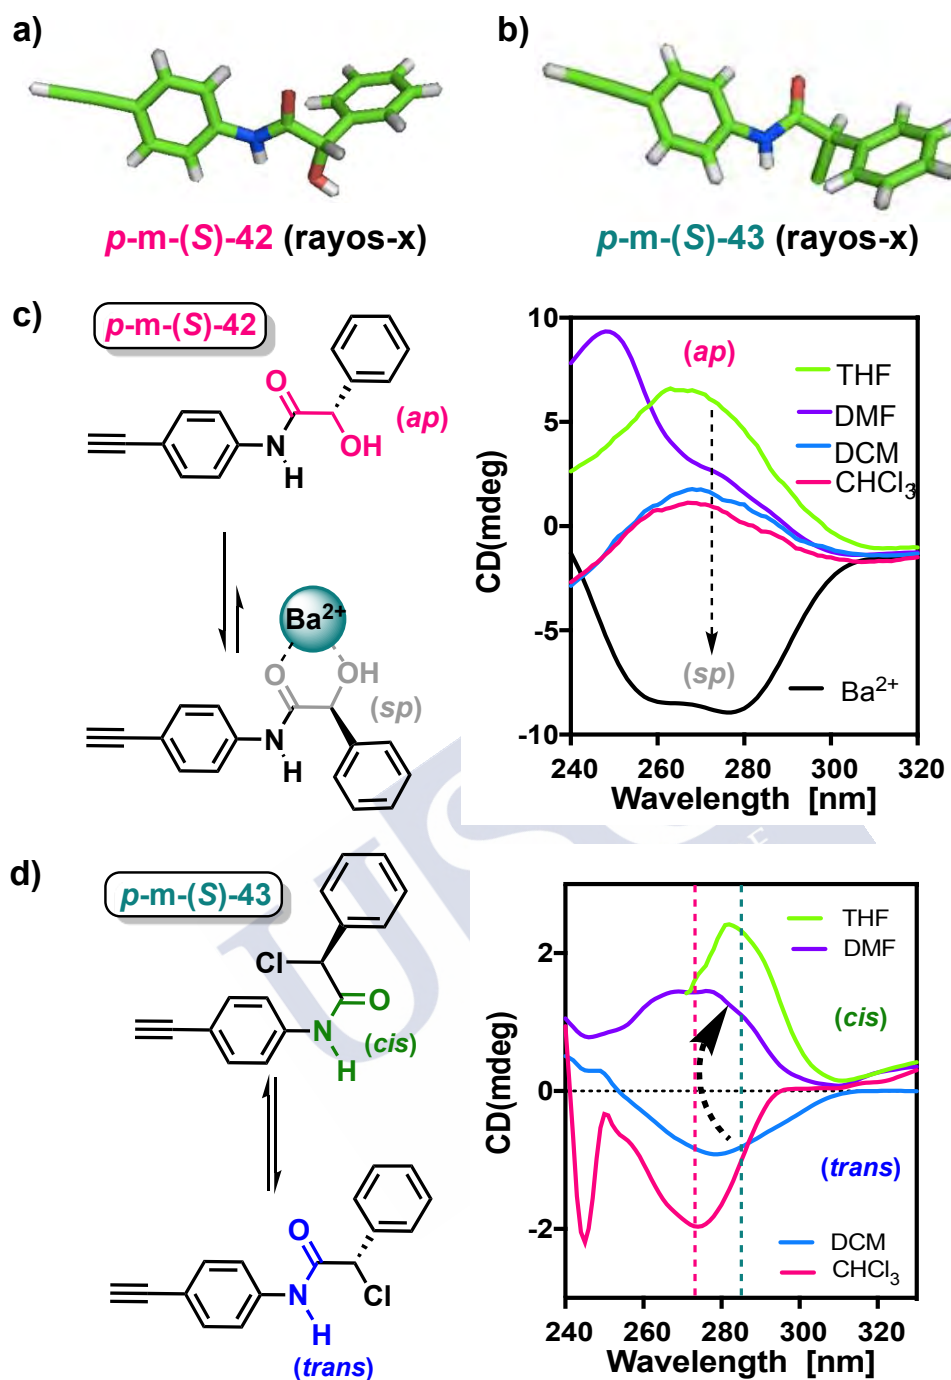 a)
b)
p-m-(S)-42 (rayos-x)
p-m-(S)-43 (rayos-x)
c)
p-m-(S)-42
O
N
H
OH
(ap)
Ba2+
O
OH
(sp)
N
H
10
5
0
-5
-10
CD(mdeg)
(ap)
(sp)
THF
DMF
DCM
CHCl3
Ba2+
240 260 280 300 320
Wavelength [nm]
d)
p-m-(S)-43
Cl
O
N
H
(cis)
O
N
H
Cl
(trans)
2
0
-2
CD(mdeg)
THF
DMF
(cis)
(trans)
DCM
CHCl3
240 260 280 300 320
Wavelength [nm]